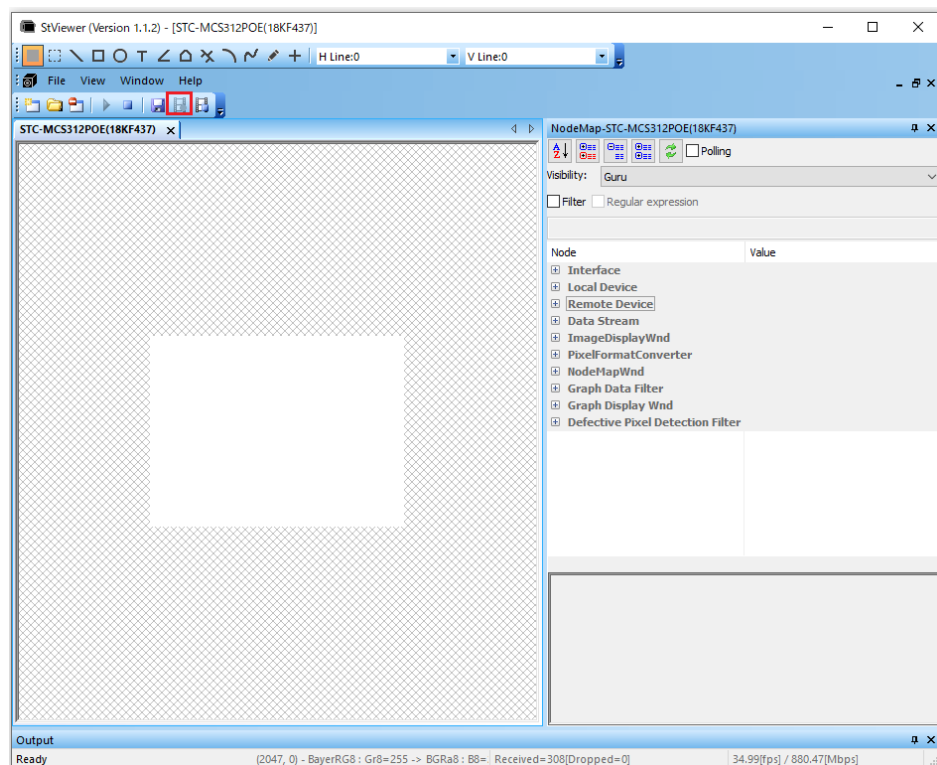 StViewer (Version 1.1.2) - [STC-MCS312POE(18KF437)]
T H Line:0 V Line:0
File View Window Help
STC-MCS312POE(18KF437) x
NodeMap-STC-MCS312POE(18KF437)
Polling
Visibility: Guru
Filter Regular expression
Node Value
Interface
Local Device
Remote Device
Data Stream
ImageDisplayWnd
PixelFormatConverter
NodeMapWnd
Graph Data Filter
Graph Display Wnd
Defective Pixel Detection Filter
Output
Ready (2047, 0) - BayerRG8 : Gr8=255 -> BGRa8 : B8= Received=308[Dropped=0] 34.99[fps] / 880.47[Mbps]